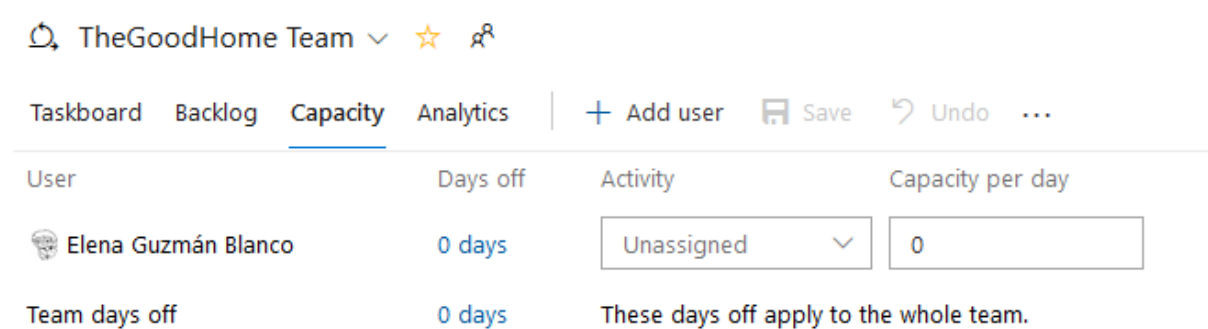 TheGoodHome Team
Taskboard Backlog Capacity Analytics + Add user Save Undo ...
User Days off Activity Capacity per day
Elena Guzmán Blanco 0 days Unassigned 0
Team days off 0 days These days off apply to the whole team.